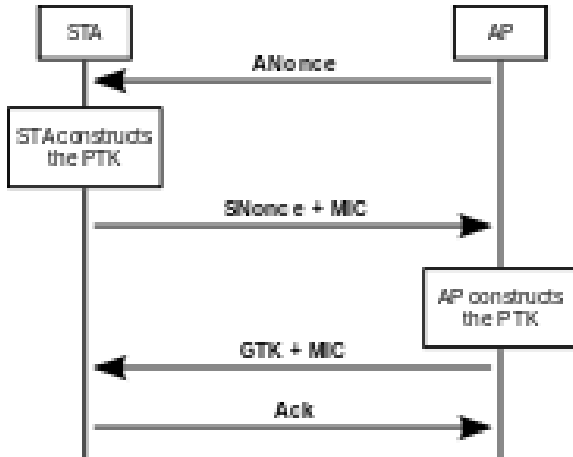 STA
AP
ANonce
STA constructs
the PTK
SNonce + MIC
AP constructs
the PTK
GTK + MIC
Ack